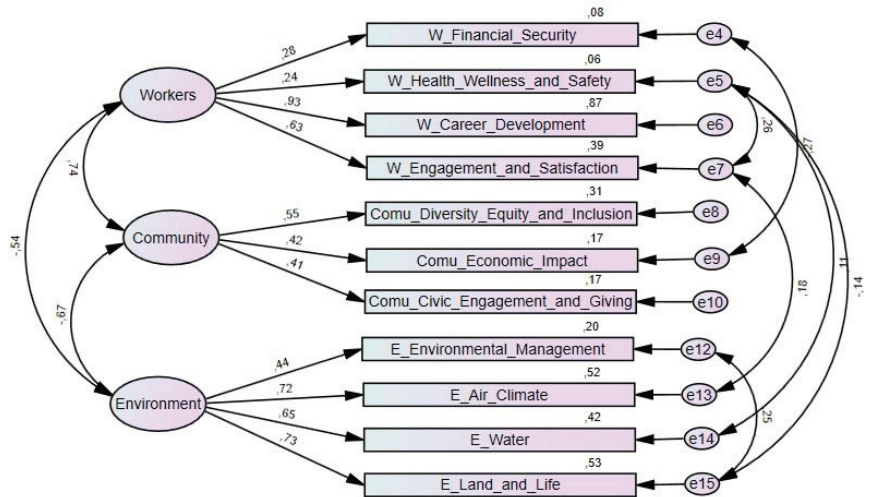 ,08
W_Financial_Security
e4
,28
,06
W_Health_Wellness_and_Safety
e5
,24
Workers
,87
W_Career_Development
e6
,93
,26
,27
,39
W_Engagement_and_Satisfaction
e7
,63
,74
,31
Comu_Diversity_Equity_and_Inclusion
e8
,55
-,54
Community
,17
Comu_Economic_Impact
e9
,42
,11
,41
,17
Comu_Civic_Engagement_and_Giving
e10
,18
-,14
-,67
,20
E_Environmental_Management
e12
,44
,52
E_Air_Climate
e13
,72
Environment
,25
,42
E_Water
e14
,65
,53
E_Land_and_Life
e15
,73